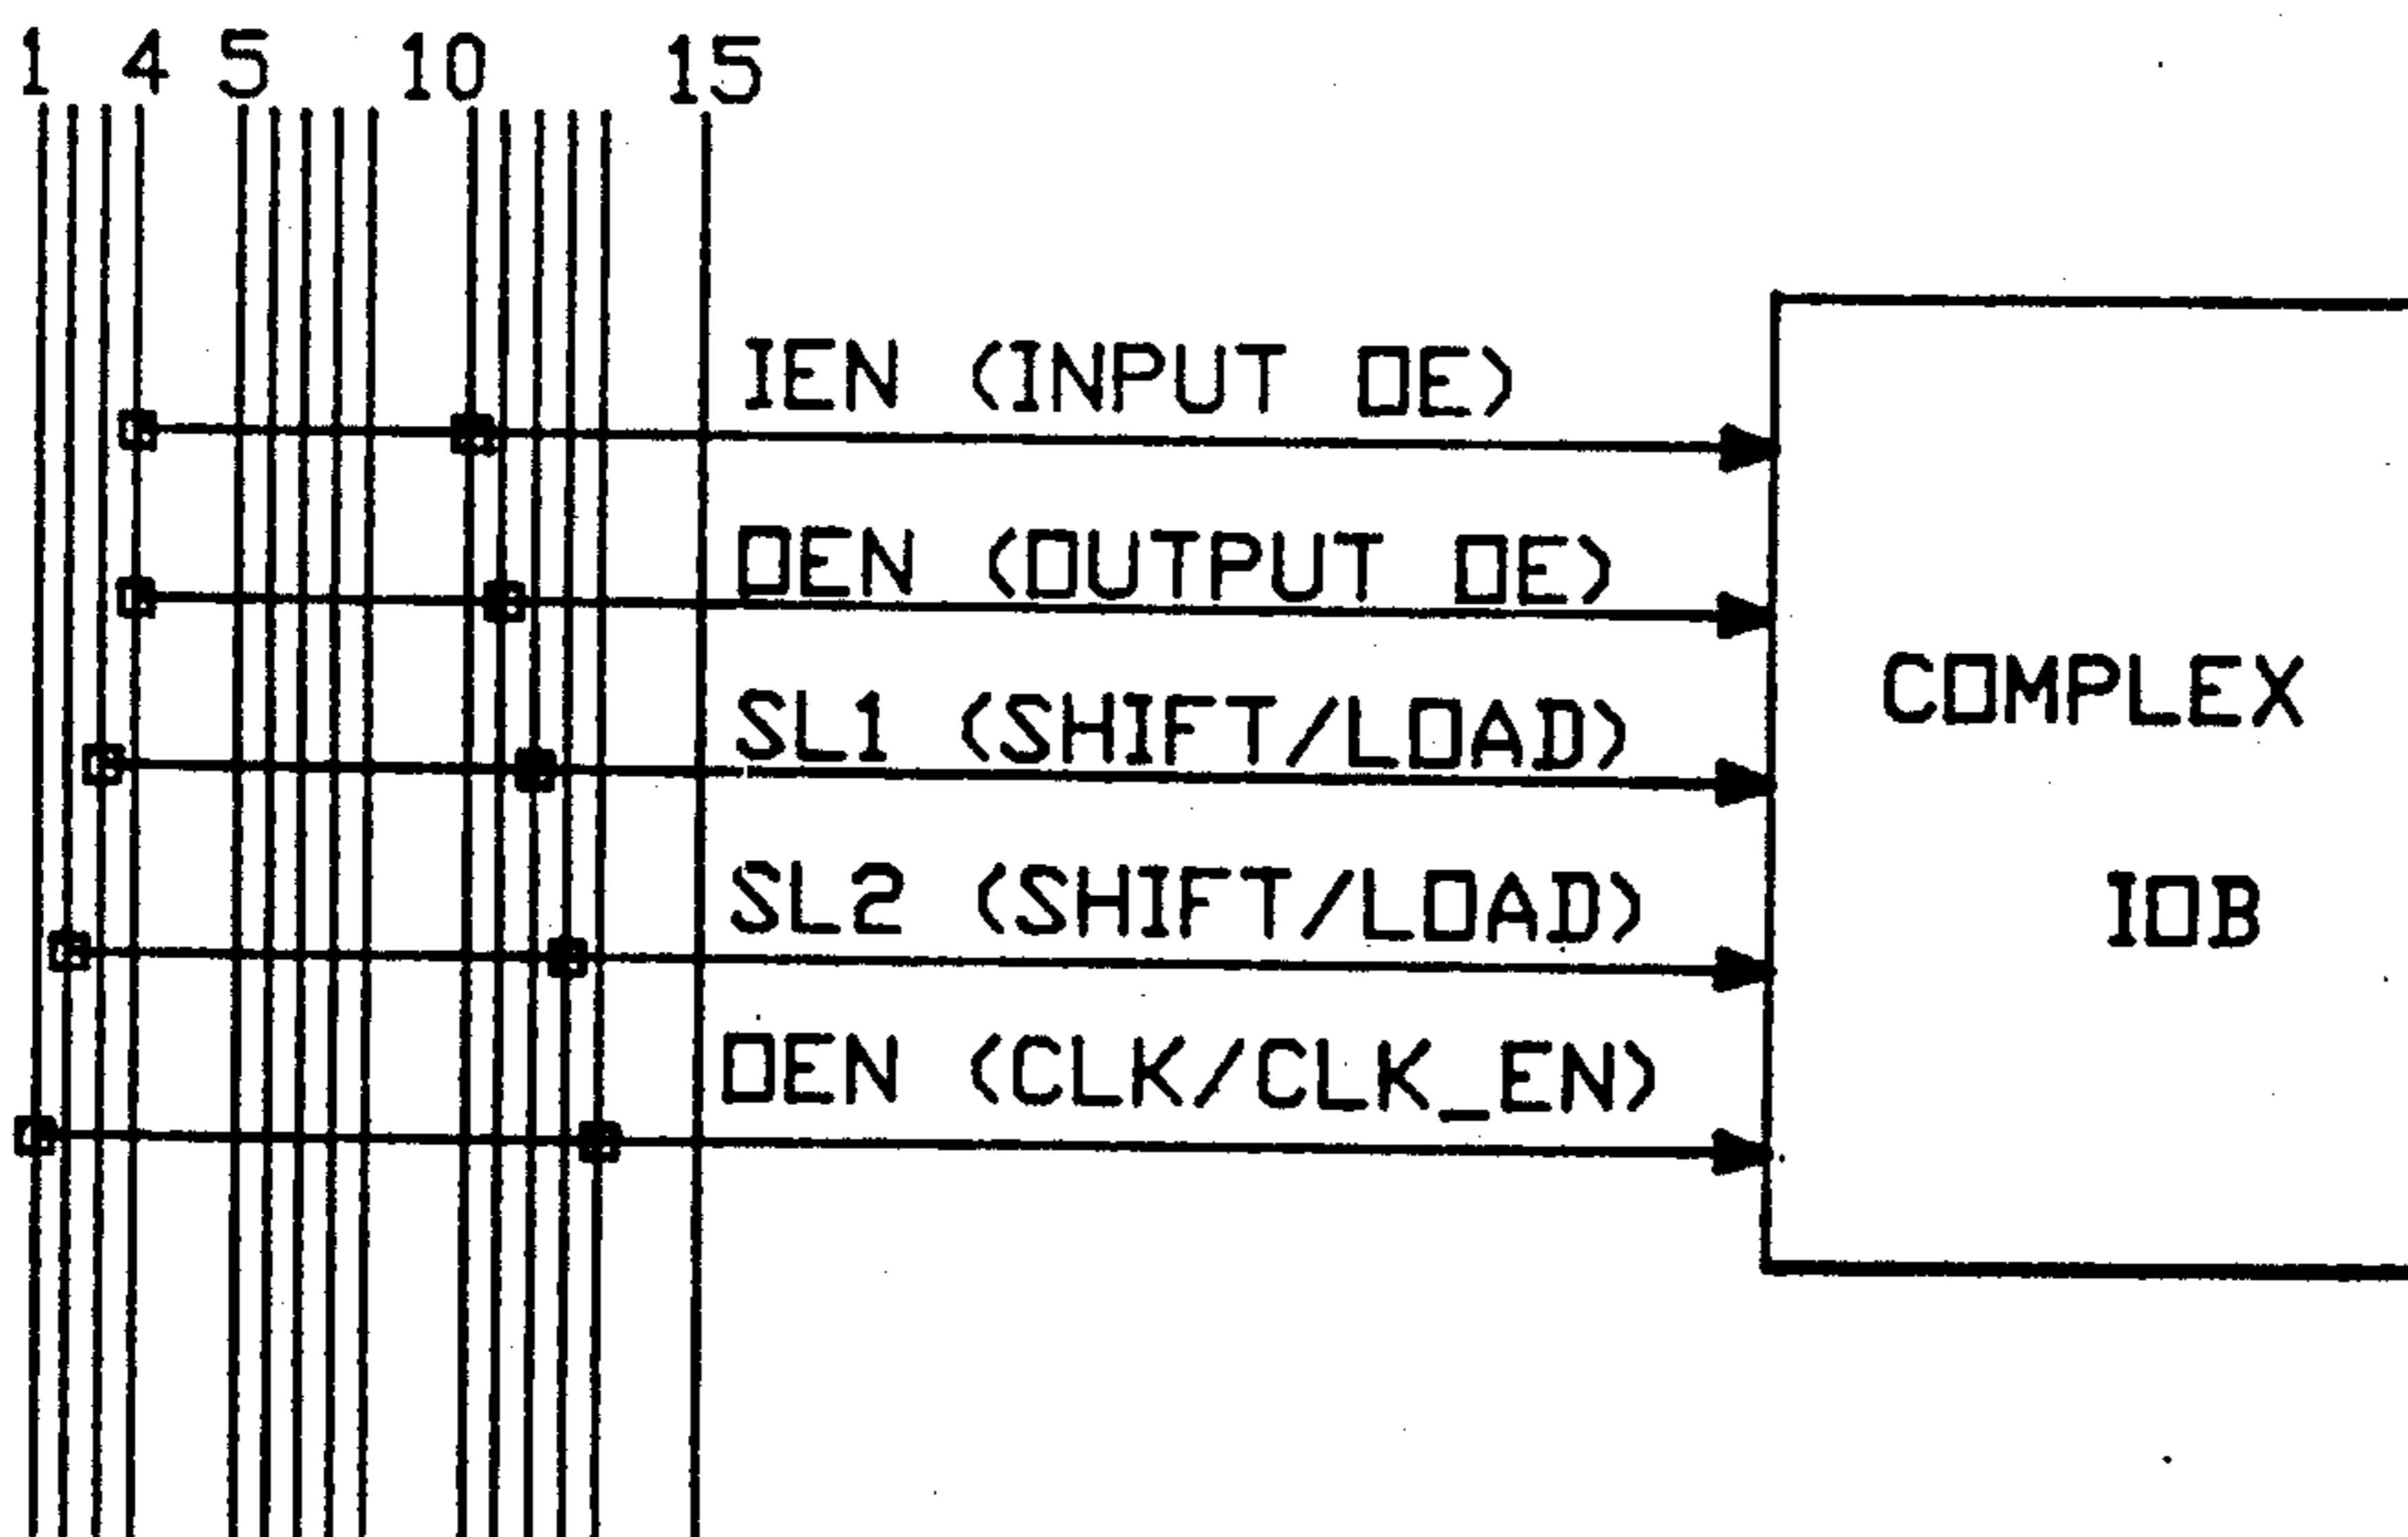 1 4 5 10 15
IEN (INPUT OE)
OEN (OUTPUT OE)
SL1 (SHIFT/LOAD)
SL2 (SHIFT/LOAD)
OEN (CLK/CLK_EN)
COMPLEX
IOB